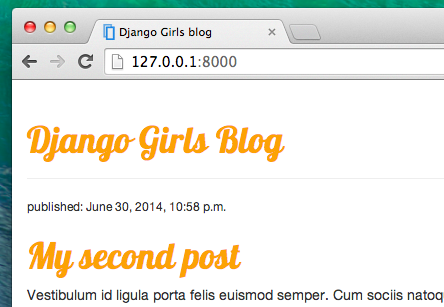 Django Girls blog
127.0.0.1:8000
Django Girls Blog
published: June 30, 2014, 10:58 p.m.
My second post
Vestibulum id ligula porta felis euismod semper. Cum sociis natoq